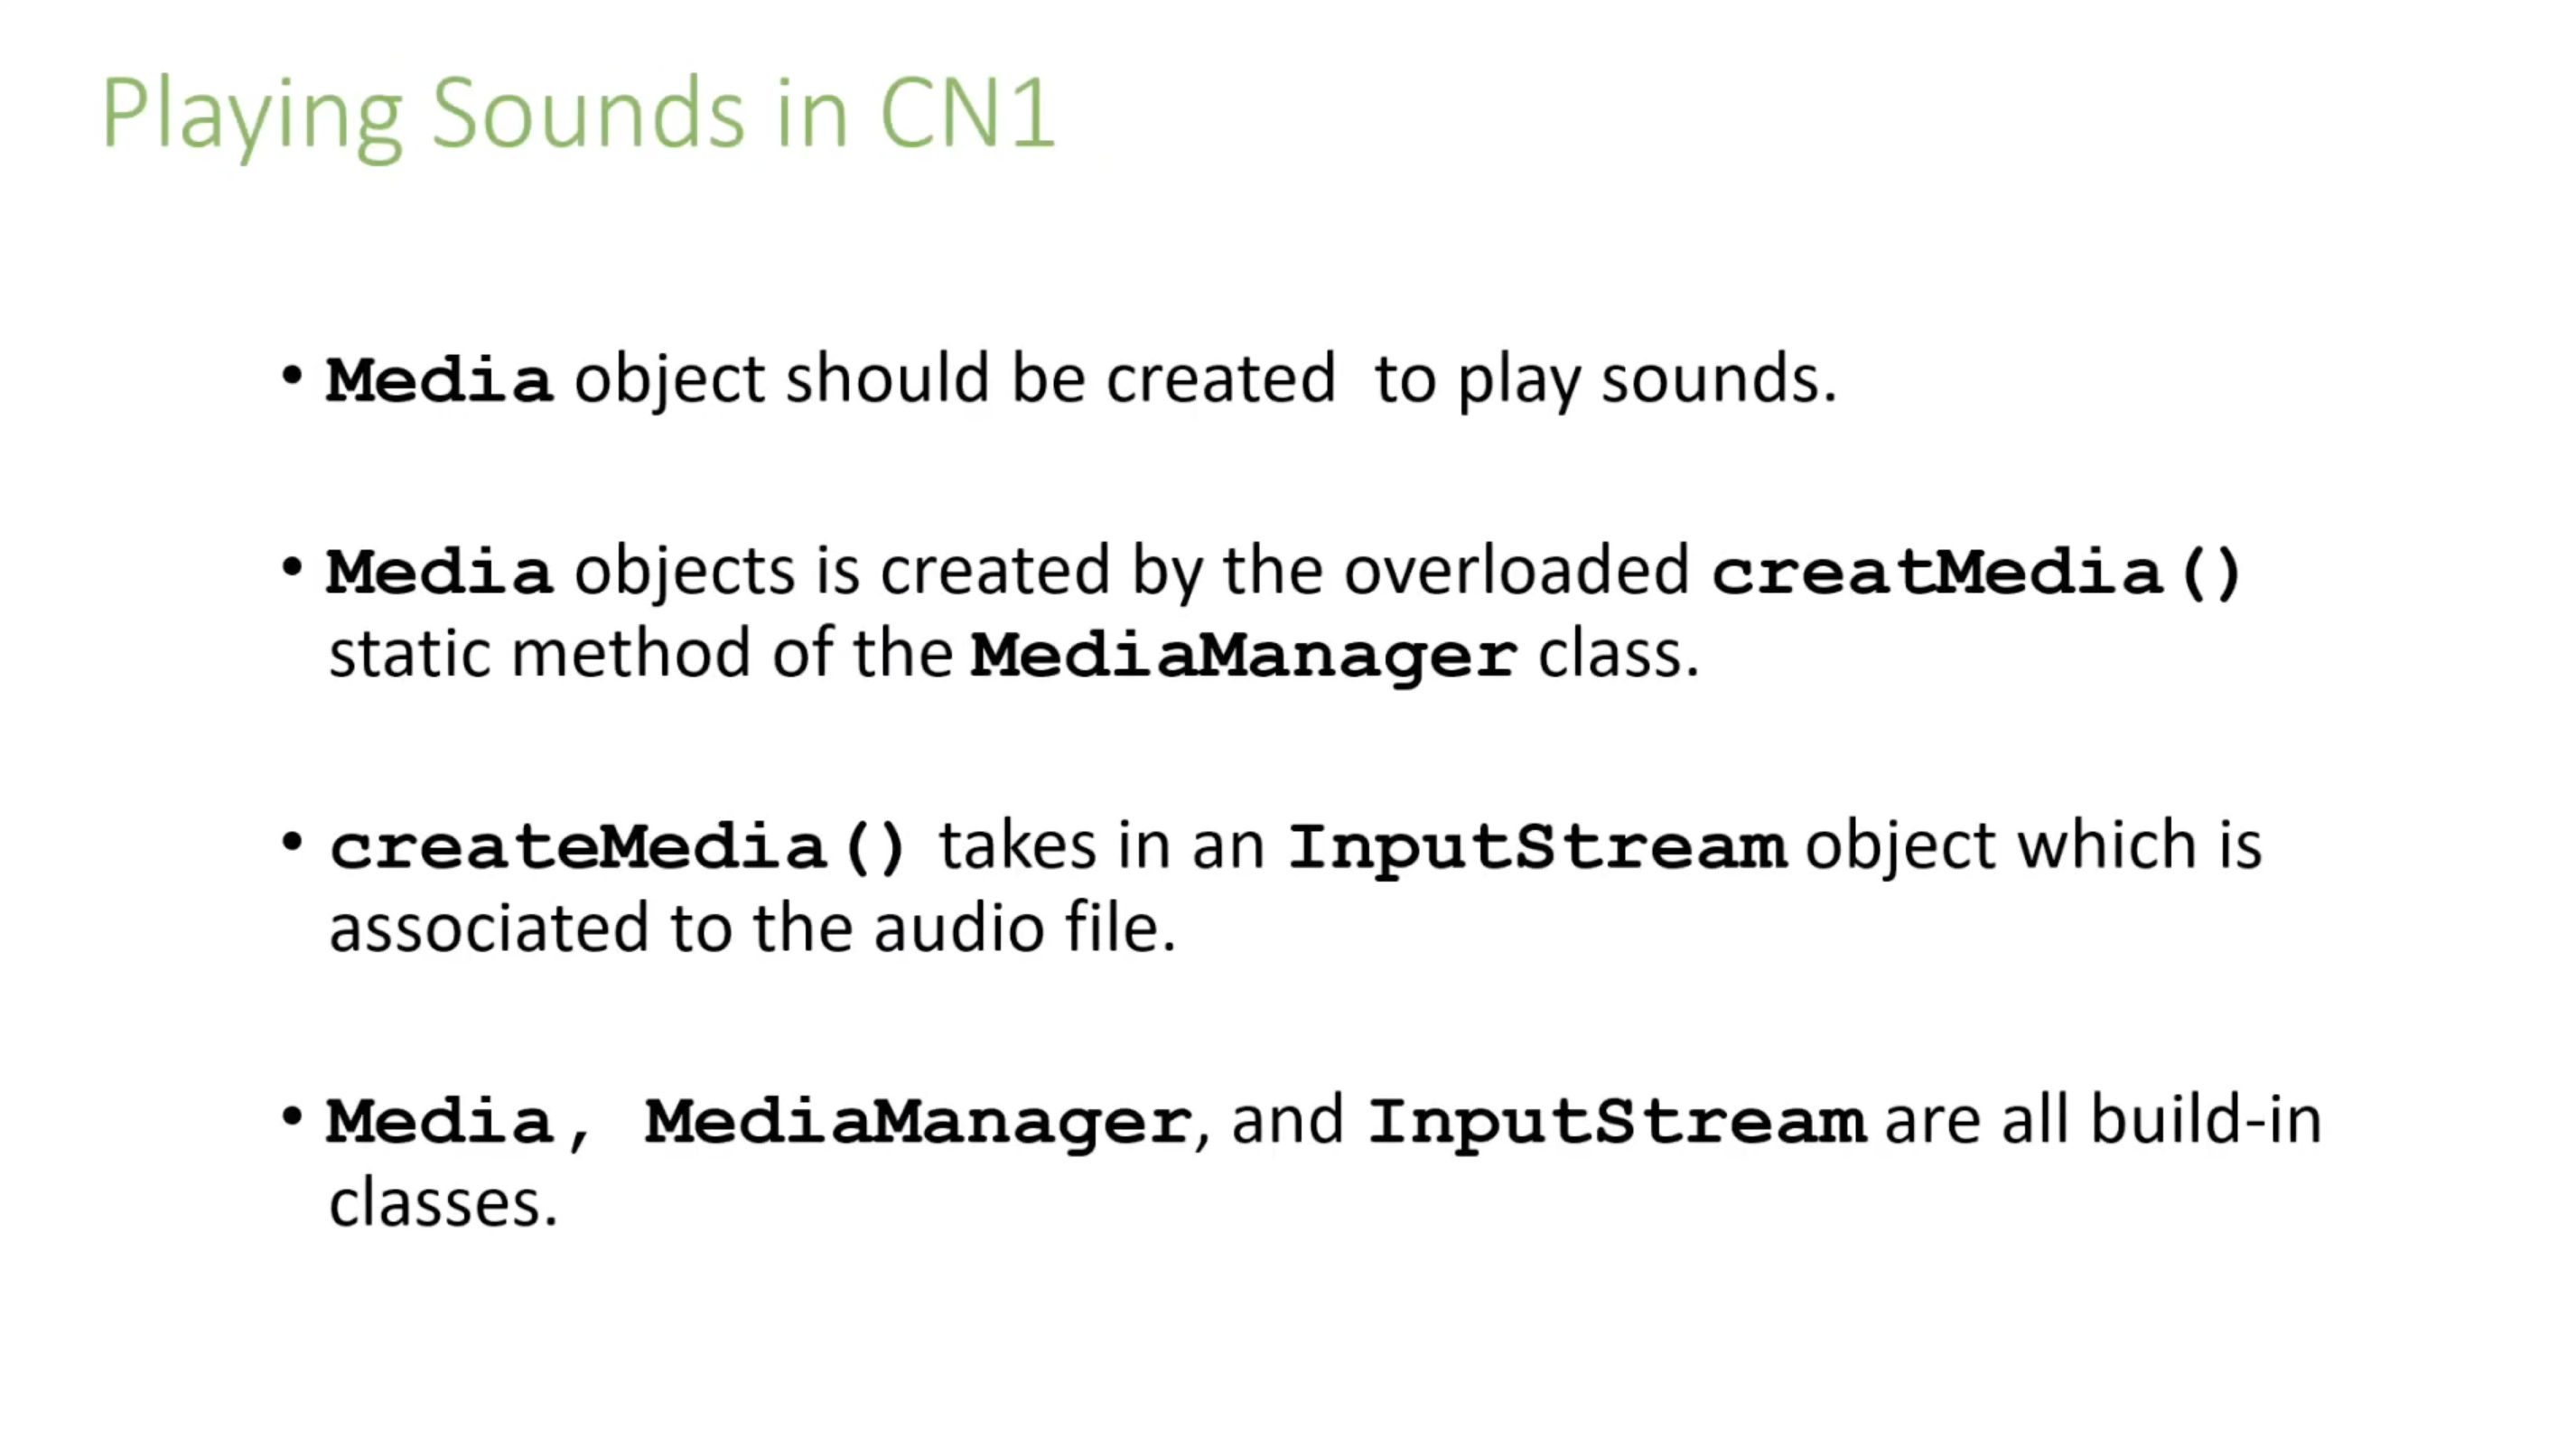 Playing Sounds in CN1
• Media object should be created  to play sounds.
• Media objects is created by the overloaded creatMedia()
static method of the MediaManager class.
• createMedia() takes in an InputStream object which is
associated to the audio file.
• Media, MediaManager, and InputStream are all build-in
classes.